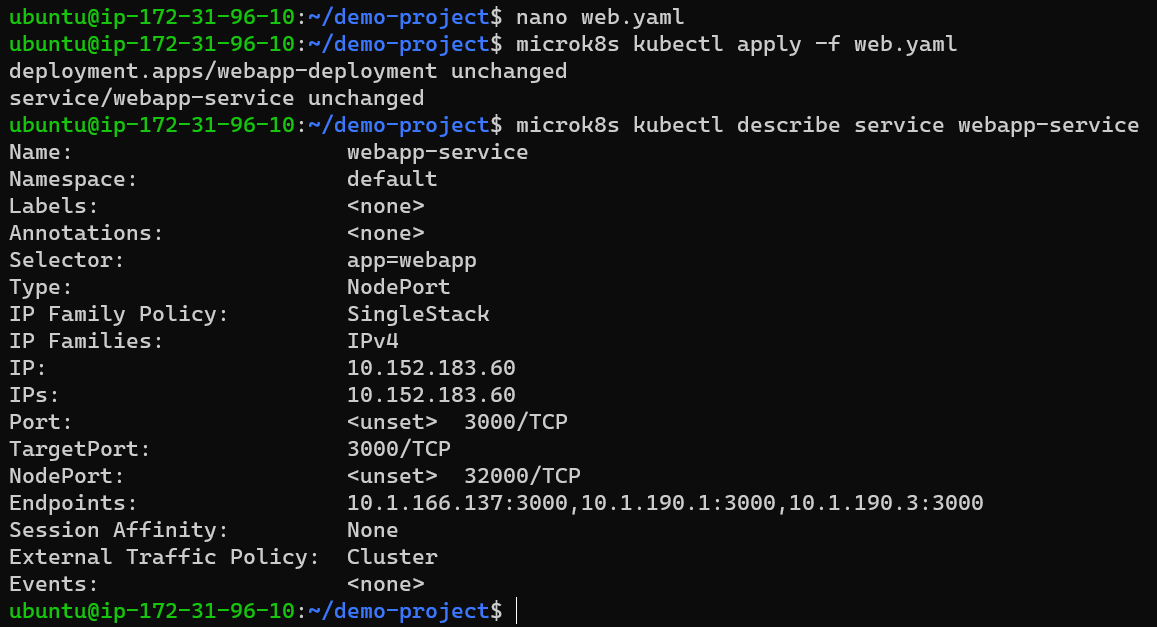 ubuntu@ip-172-31-96-10:~/demo-project$ nano web.yaml
ubuntu@ip-172-31-96-10:~/demo-project$ microk8s kubectl apply -f web.yaml
deployment.apps/webapp-deployment unchanged
service/webapp-service unchanged
ubuntu@ip-172-31-96-10:~/demo-project$ microk8s kubectl describe service webapp-service
Name:                     webapp-service
Namespace:                default
Labels:                   <none>
Annotations:              <none>
Selector:                 app=webapp
Type:                     NodePort
IP Family Policy:         SingleStack
IP Families:              IPv4
IP:                       10.152.183.60
IPs:                      10.152.183.60
Port:                     <unset>  3000/TCP
TargetPort:               3000/TCP
NodePort:                 <unset>  32000/TCP
Endpoints:                10.1.166.137:3000,10.1.190.1:3000,10.1.190.3:3000
Session Affinity:         None
External Traffic Policy:  Cluster
Events:                   <none>
ubuntu@ip-172-31-96-10:~/demo-project$